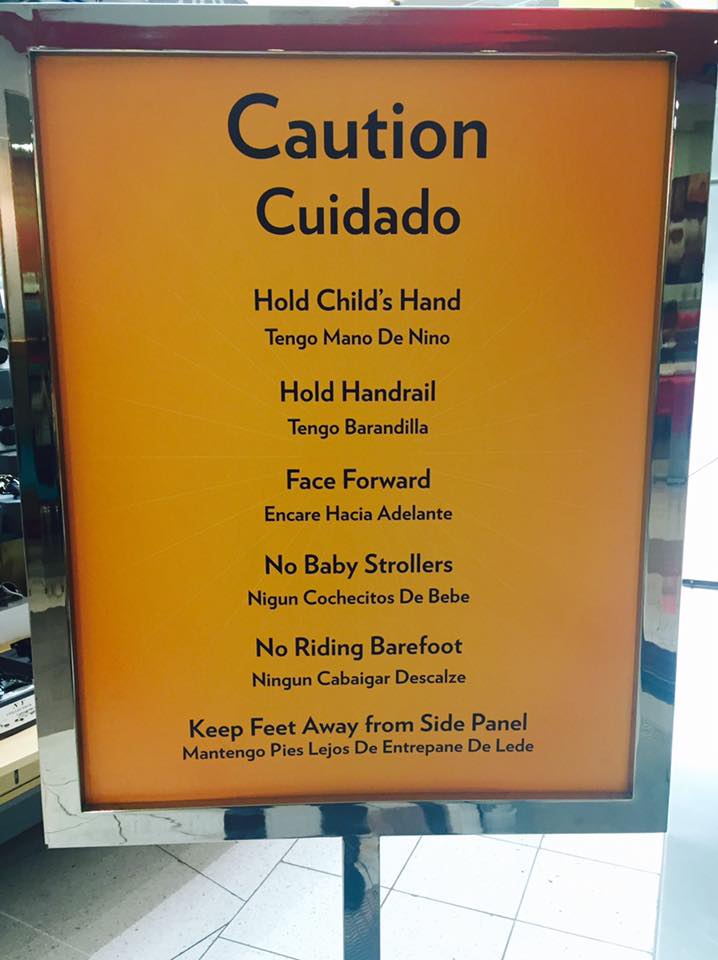 Caution
Cuidado
Hold Child's Hand
Tengo Mano De Nino
Hold Handrail
Tengo Barandilla
Face Forward
Encare Hacia Adelante
No Baby Strollers
Nigun Cochecitos De Bebe
No Riding Barefoot
Ningun Cabaigar Descalze
Keep Feet Away from Side Panel
Mantengo Pies Lejos De Entrepane De Lede